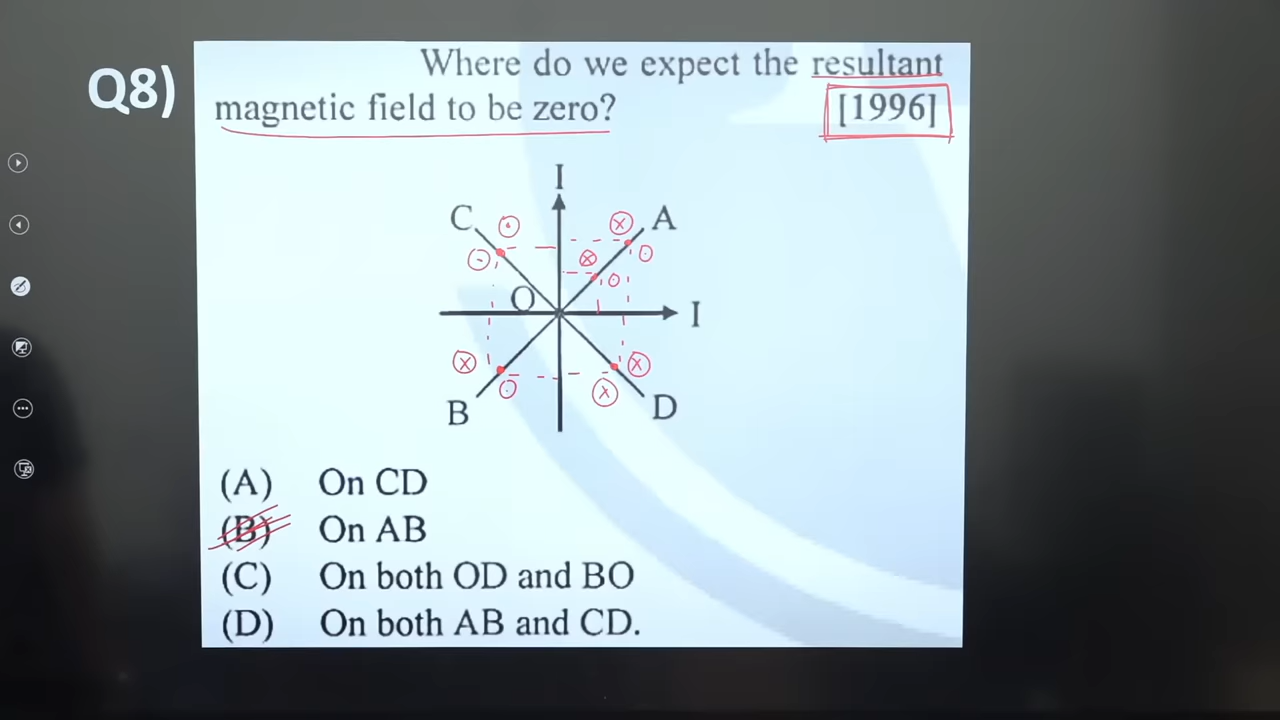 Q8)
Where do we expect the resultant
magnetic field to be zero?
[1996]
I
C
A
O
I
B
D
(A) On CD
(B) On AB
(C) On both OD and BO
(D) On both AB and CD.